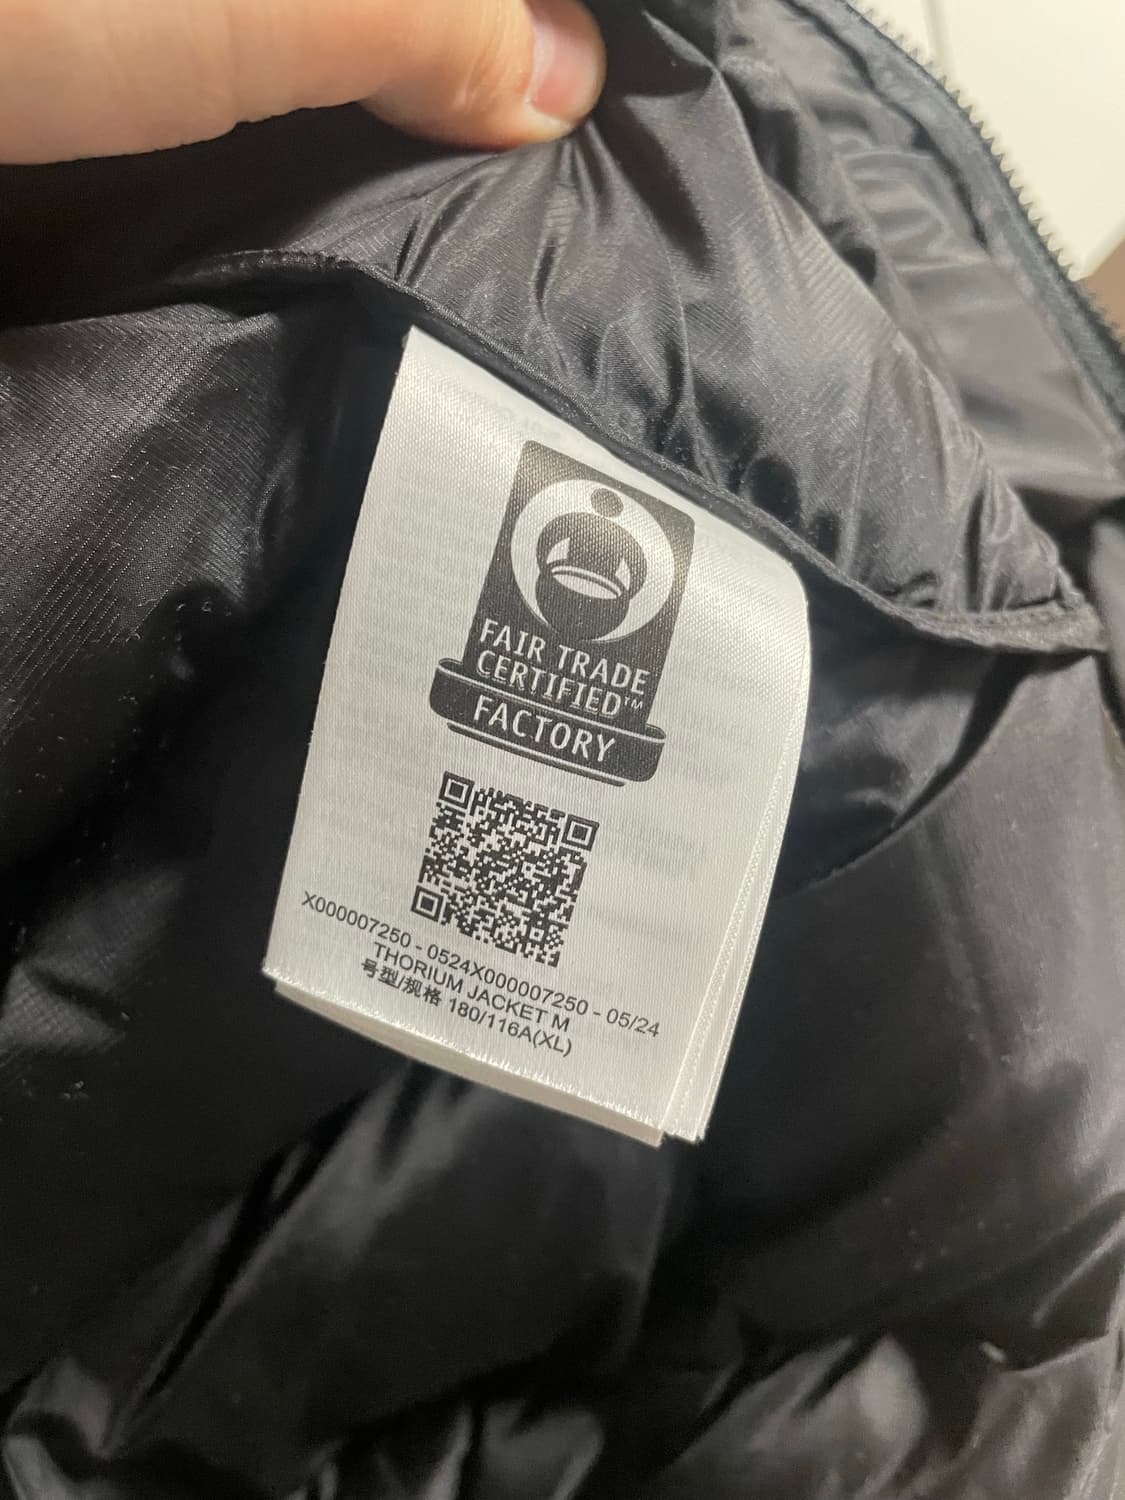 FAIR TRADE
CERTIFIED™
FACTORY
X000007250 - 0524X000007250 - 05/24
THORIUM JACKET M
号型/规格 180/116A(XL)